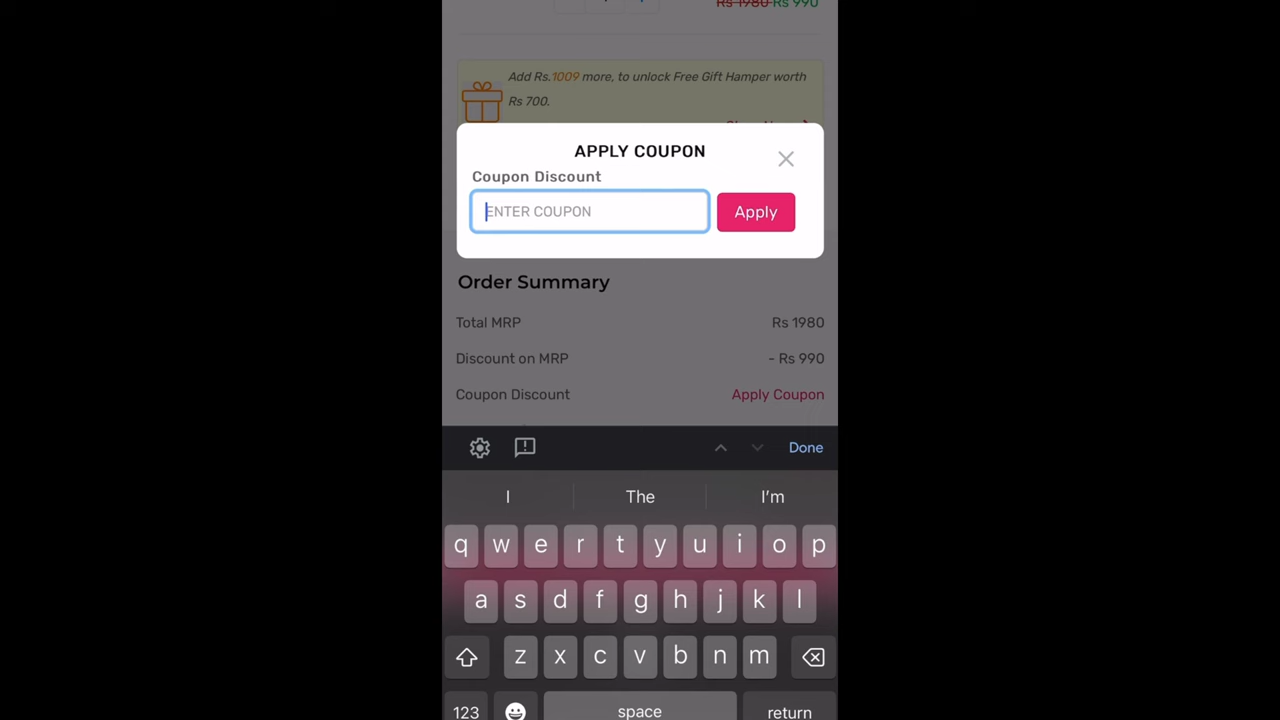 Rs 1980 Rs 990
Add Rs.1009 more, to unlock Free Gift Hamper worth
Rs 700.
APPLY COUPON
Coupon Discount
ENTER COUPON
Apply
Order Summary
Total MRP Rs 1980
Discount on MRP - Rs 990
Coupon Discount Apply Coupon
Done
I The I'm
q w e r t y u i o p
a s d f g h j k l
z x c v b n m
123 space return